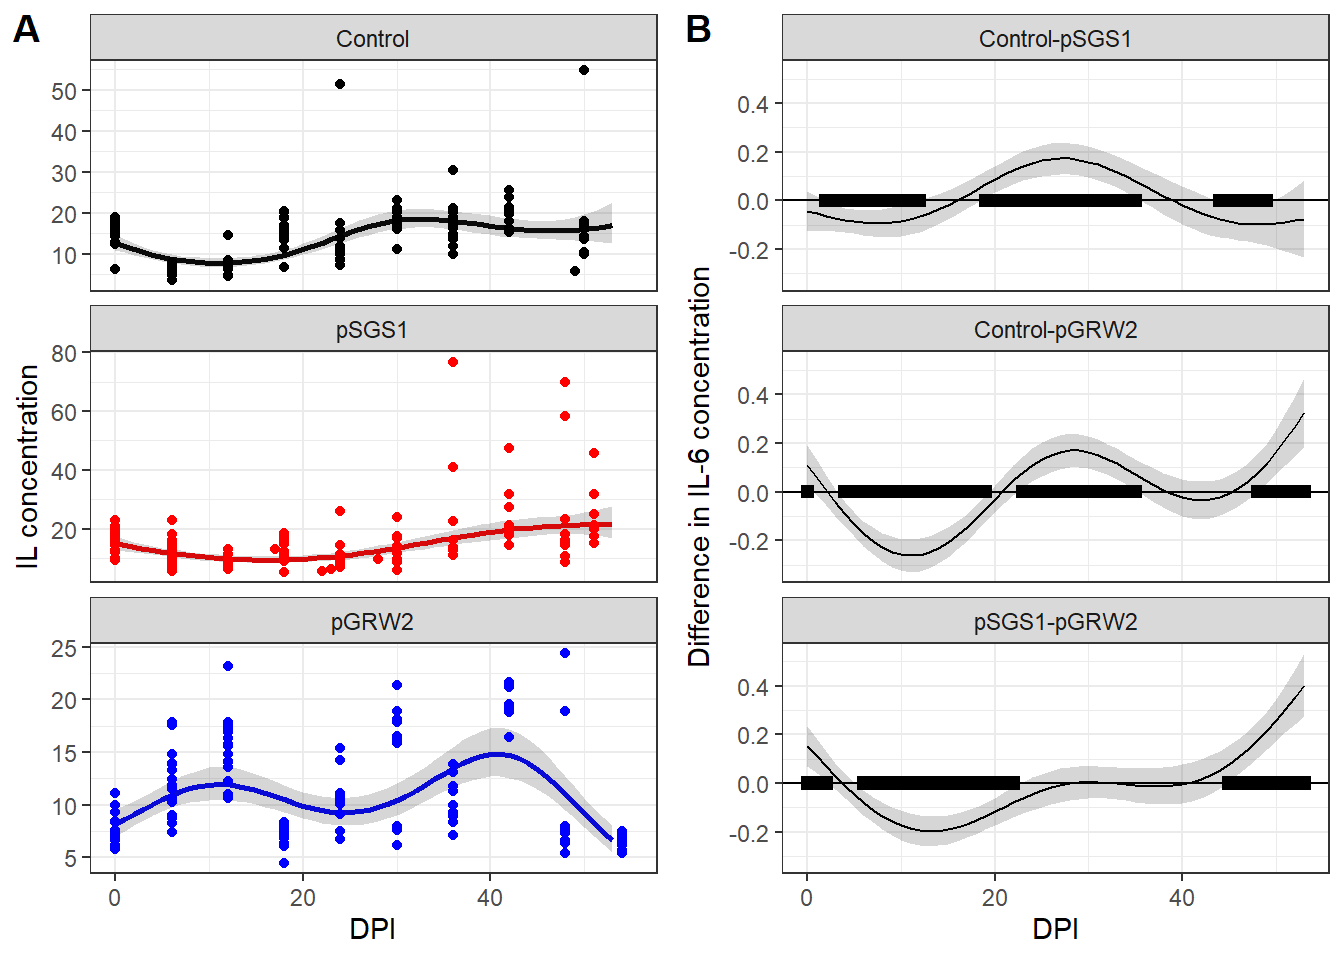 A
Control
50
40
30
20
10
pSGS1
80
60
40
20
pGRW2
25
20
15
10
5
0
20
40
DPI
IL concentration
B
Control-pSGS1
0.4
0.2
0.0
-0.2
Control-pGRW2
0.4
0.2
0.0
-0.2
pSGS1-pGRW2
0.4
0.2
0.0
-0.2
0
20
40
DPI
Difference in IL-6 concentration